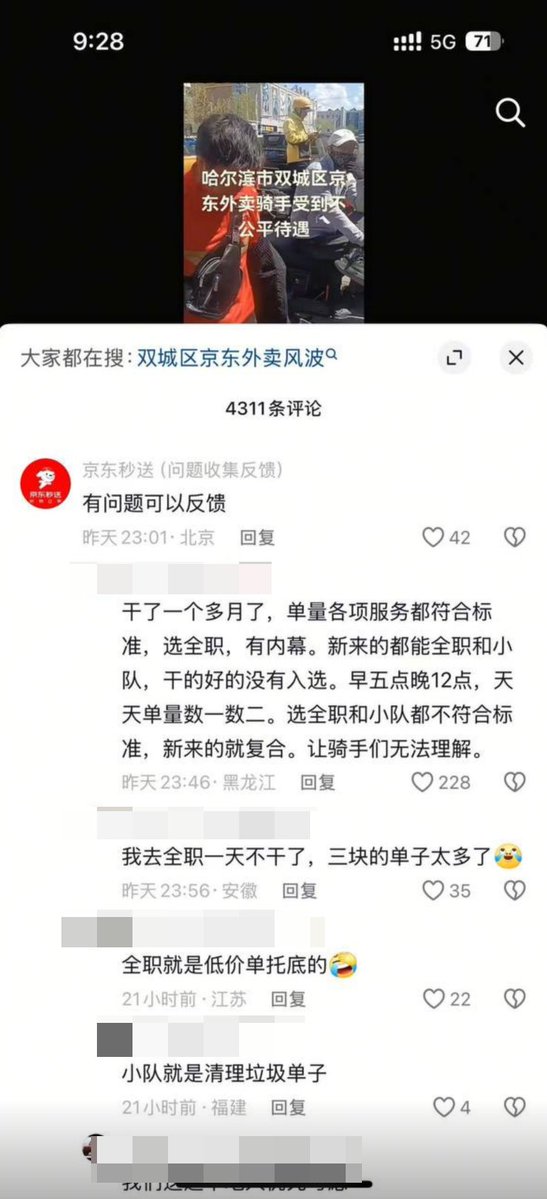 9:28
5G 71
哈尔滨市双城区京
东外卖骑手受到不
公平待遇
大家都在搜：双城区京东外卖风波
4311条评论
京东秒送 (问题收集反馈)
京东秒送
有问题可以反馈
昨天23:01 · 北京 回复 42
干了一个多月了，单量各项服务都符合标
准，选全职，有内幕。新来的都能全职和小
队，干的好的没有入选。早五点晚12点，天
天单量数一数二。选全职和小队都不符合标
准，新来的就复合。让骑手们无法理解。
昨天23:46 · 黑龙江 回复 228
我去全职一天不干了，三块的单子太多了
昨天23:56 · 安徽 回复 35
全职就是低价单托底的
21小时前 · 江苏 回复 22
小队就是清理垃圾单子
21小时前 · 福建 回复 4